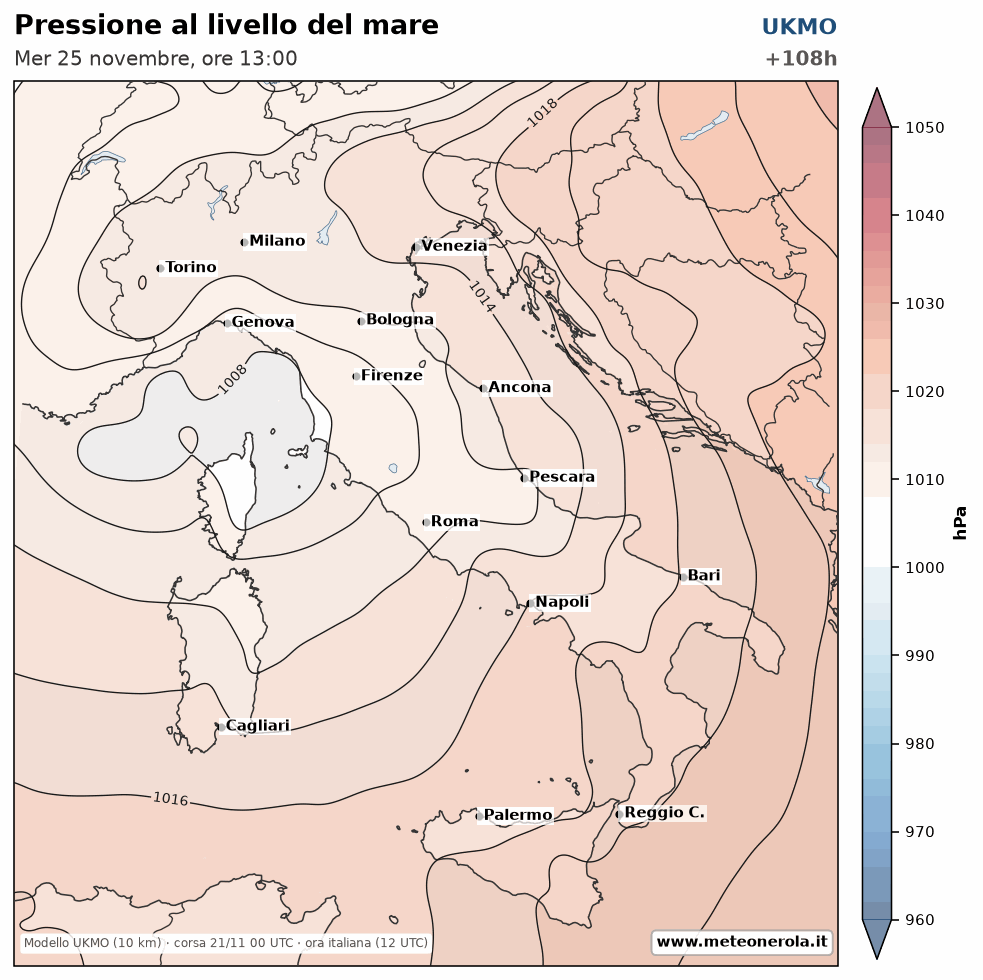 Pressione al livello del mare
UKMO
Mer 25 novembre, ore 13:00
+108h
1018
Milano
Venezia
Torino
1014
Genova
Bologna
1008
Firenze
Ancona
Pescara
Roma
Bari
Napoli
Cagliari
1016
Palermo
Reggio C.
Modello UKMO (10 km) · corsa 21/11 00 UTC · ora italiana (12 UTC)
www.meteonerola.it
1050
1040
1030
1020
1010
1000
990
980
970
960
hPa